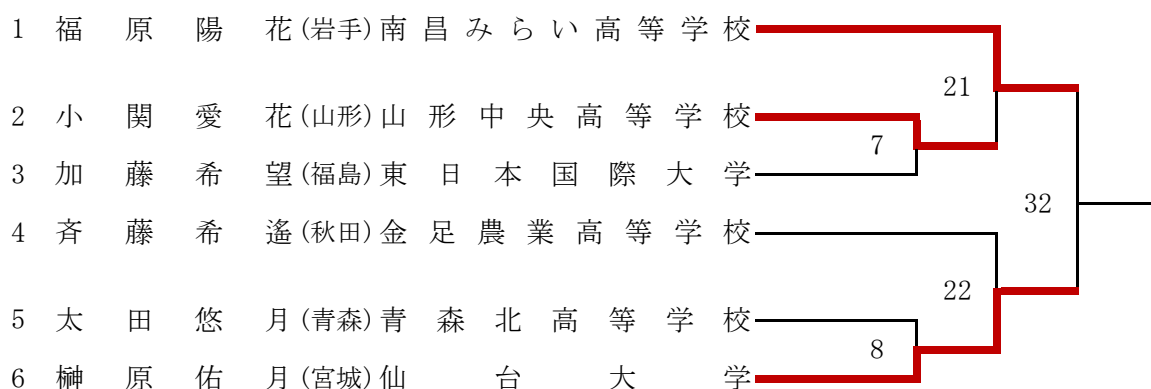 1 福原陽花(岩手)南昌みらい高等学校
21
2 小関愛花(山形)山形中央高等学校
7
3 加藤希望(福島)東日本国際大学
32
4 斉藤希遙(秋田)金足農業高等学校
22
5 太田悠月(青森)青森北高等学校
8
6 榊原佑月(宮城)仙台大学